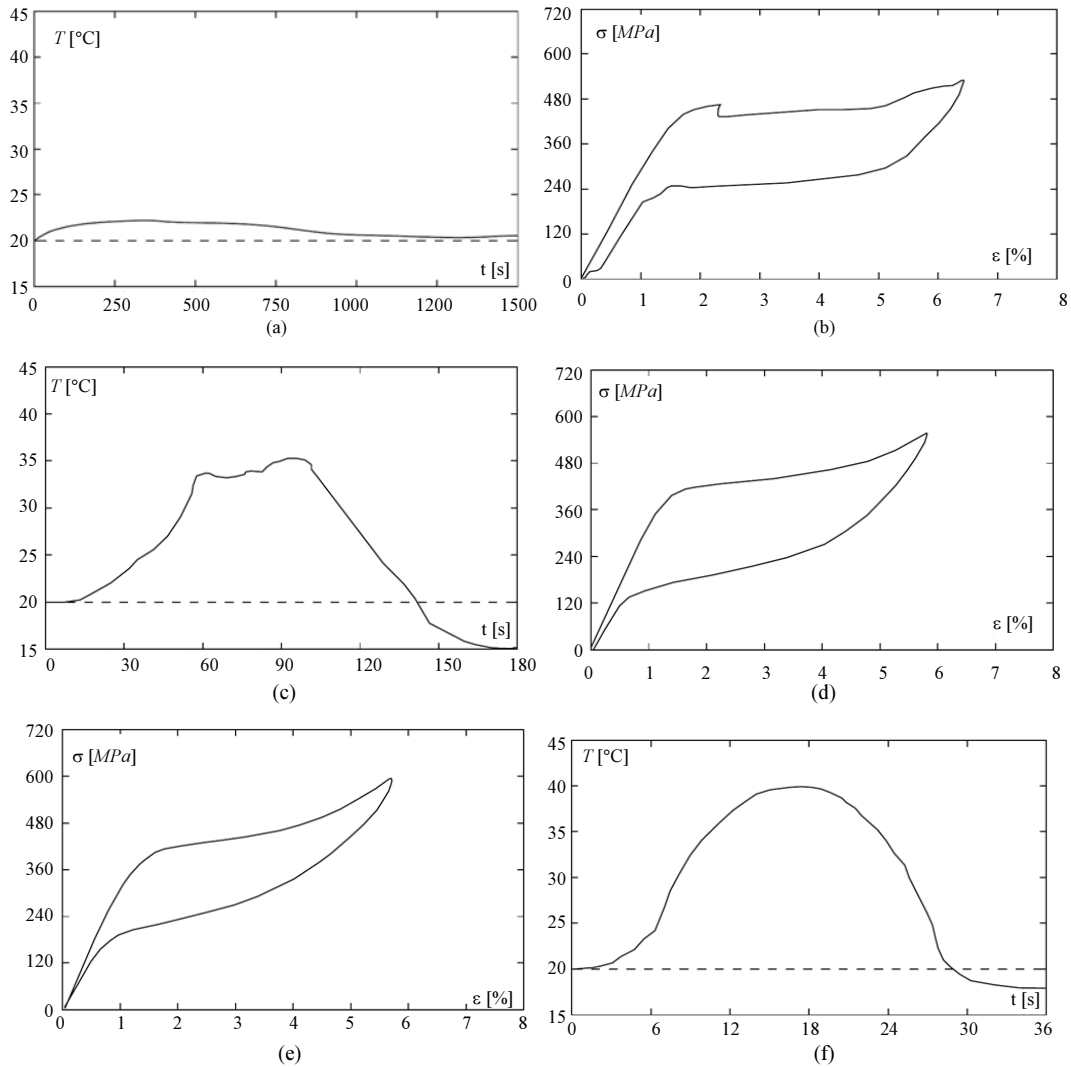 45
40
35
30
25
20
15
T [°C]
t [s]
0 250 500 750 1000 1250 1500
(a)
720
600
480
360
240
120
0
σ [MPa]
ε [%]
0 1 2 3 4 5 6 7 8
(b)
45
40
35
30
25
20
15
T [°C]
t [s]
0 30 60 90 120 150 180
(c)
720
600
480
360
240
120
0
σ [MPa]
ε [%]
0 1 2 3 4 5 6 7 8
(d)
720
600
480
360
240
120
0
σ [MPa]
ε [%]
0 1 2 3 4 5 6 7 8
(e)
45
40
35
30
25
20
15
T [°C]
t [s]
0 6 12 18 24 30 36
(f)